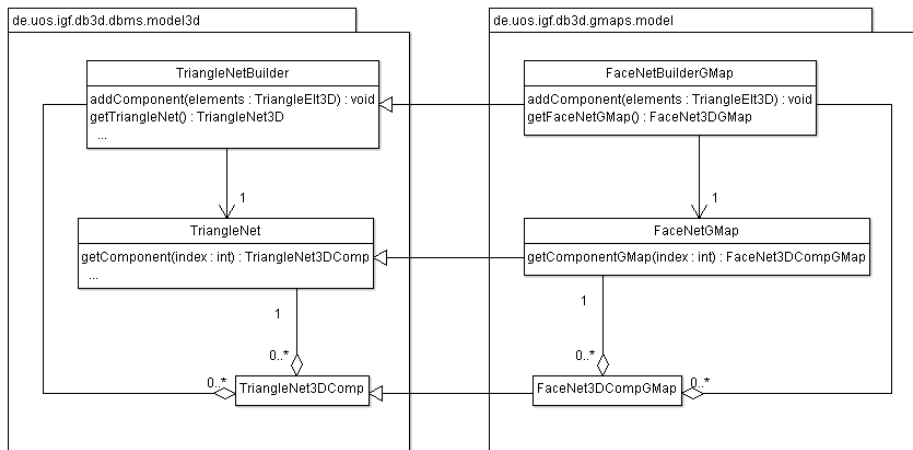 de.uos.igf.db3d.dbms.model3d
TriangleNetBuilder
addComponent(elements : TriangleElt3D) : void
getTriangleNet() : TriangleNet3D
...
1
TriangleNet
getComponent(index : int) : TriangleNet3DComp
...
1
0..*
0..*
TriangleNet3DComp
de.uos.igf.db3d.gmaps.model
FaceNetBuilderGMap
addComponent(elements : TriangleElt3D) : void
getFaceNetGMap() : FaceNet3DGMap
1
FaceNetGMap
getComponentGMap(index : int) : FaceNet3DCompGMap
1
0..*
0..*
FaceNet3DCompGMap